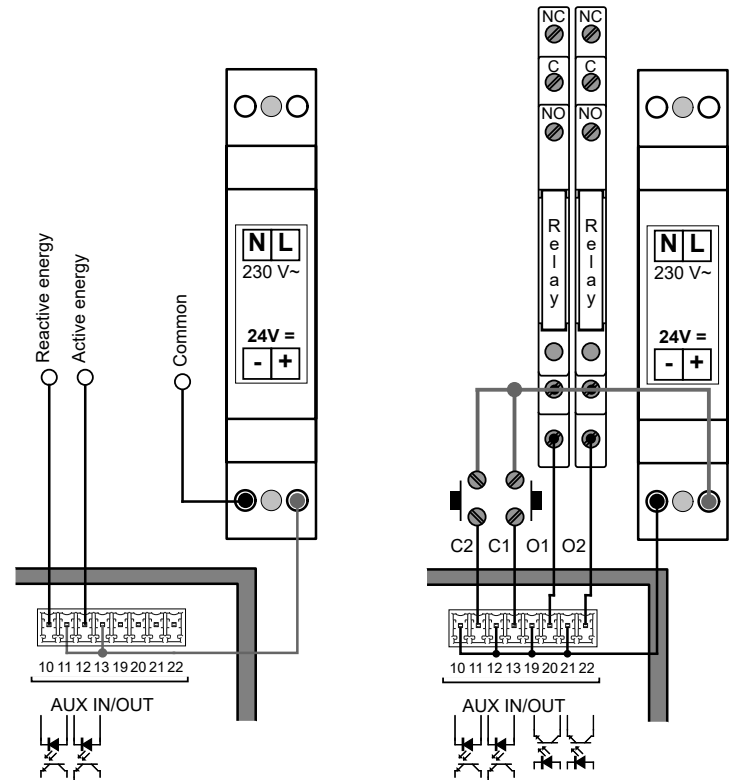 Reactive energy
Active energy
Common
N L
230 V~
24V =
- +
10 11 12 13 19 20 21 22
AUX IN/OUT
NC NC
C C
NO NO
Relay
Relay
N L
230 V~
24V =
- +
C2 C1 O1 O2
10 11 12 13 19 20 21 22
AUX IN/OUT